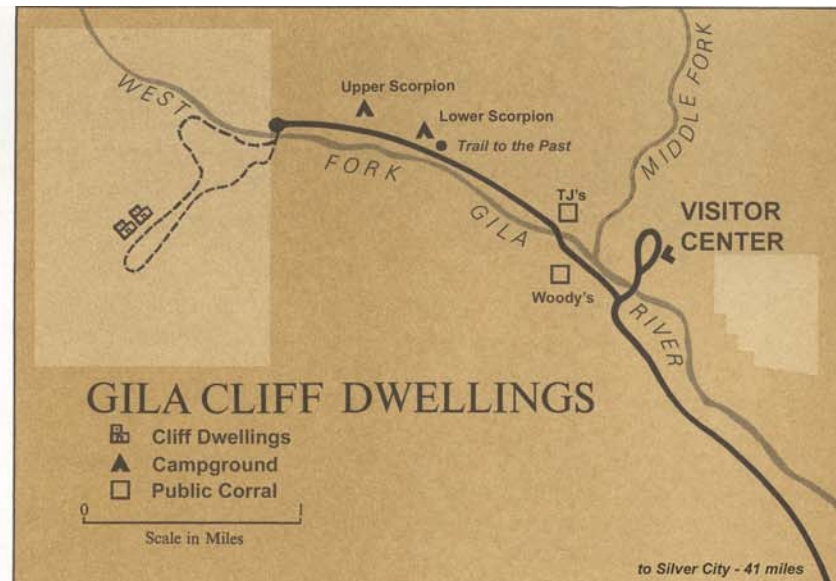 WEST
FORK
GILA
RIVER
MIDDLE FORK
Upper Scorpion
Lower Scorpion
Trail to the Past
TJ's
VISITOR
CENTER
Woody's
GILA CLIFF DWELLINGS
Cliff Dwellings
Campground
Public Corral
0 1
Scale in Miles
to Silver City - 41 miles